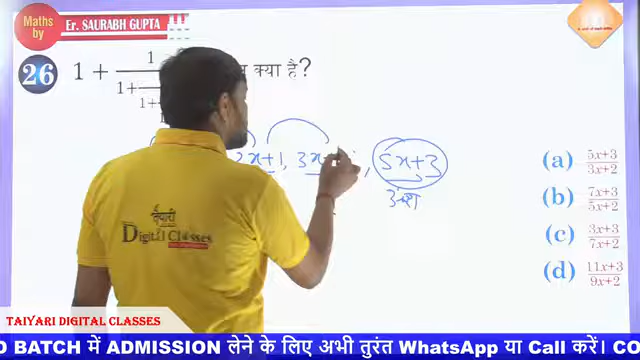 Maths by Er. SAURABH GUPTA
26 1 + 1 क्या है?
1+
1+
2x+1, 3x+ , 5x+3
अंश
(a) 5x+3/3x+2
(b) 7x+3/5x+2
(c) 3x+3/7x+2
(d) 11x+3/9x+2
तैयारी
Digital Classes
TAIYARI DIGITAL CLASSES
BATCH में ADMISSION लेने के लिए अभी तुरंत WhatsApp या Call करें। CO